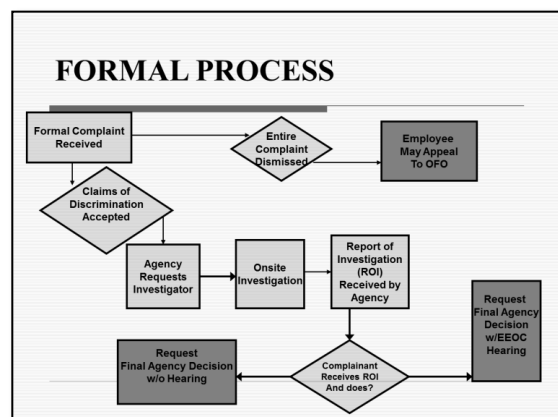 FORMAL PROCESS
Formal Complaint
Received
Entire
Complaint
Dismissed
Employee
May Appeal
To OFO
Claims of
Discrimination
Accepted
Agency
Requests
Investigator
Onsite
Investigation
Report of
Investigation
(ROI)
Received by
Agency
Request
Final Agency
Decision
w/EEOC
Hearing
Request
Final Agency Decision
w/o Hearing
Complainant
Receives ROI
And does?